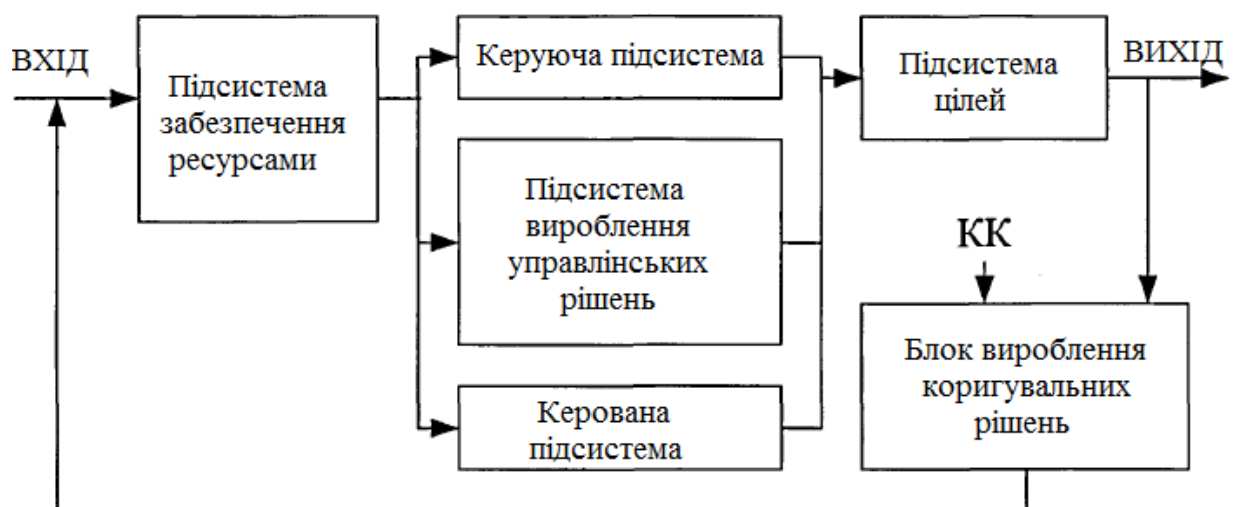 ВХІД
Підсистема
забезпечення
ресурсами
Керуюча підсистема
Підсистема
вироблення
управлінських
рішень
Керована
підсистема
Підсистема
цілей
ВИХІД
КК
Блок вироблення
коригувальних
рішень